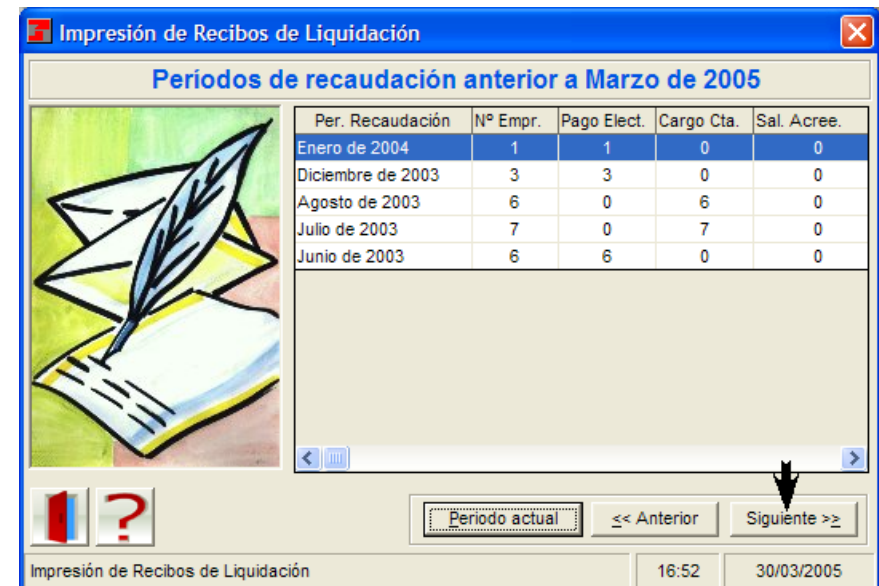 Impresión de Recibos de Liquidación
Períodos de recaudación anterior a Marzo de 2005
Per. Recaudación Nº Empr. Pago Elect. Cargo Cta. Sal. Acree.
Enero de 2004 1 1 0 0
Diciembre de 2003 3 3 0 0
Agosto de 2003 6 0 6 0
Julio de 2003 7 0 7 0
Junio de 2003 6 6 0 0
Periodo actual << Anterior Siguiente >>
Impresión de Recibos de Liquidación 16:52 30/03/2005